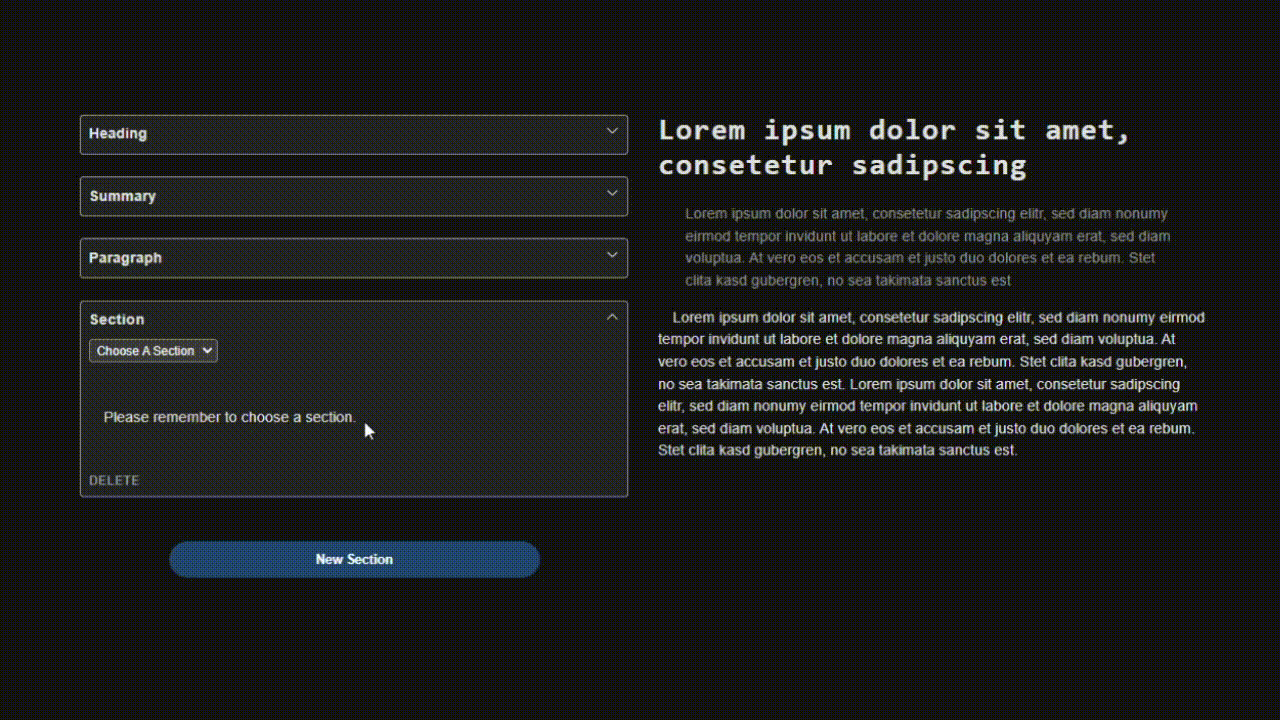 Heading
Summary
Paragraph
Section
Choose A Section
Please remember to choose a section.
DELETE
New Section
Lorem ipsum dolor sit amet,
consetetur sadipscing
Lorem ipsum dolor sit amet, consetetur sadipscing elitr, sed diam nonumy
eirmod tempor invidunt ut labore et dolore magna aliquyam erat, sed diam
voluptua. At vero eos et accusam et justo duo dolores et ea rebum. Stet
clita kasd gubergren, no sea takimata sanctus est
Lorem ipsum dolor sit amet, consetetur sadipscing elitr, sed diam nonumy eirmod
tempor invidunt ut labore et dolore magna aliquyam erat, sed diam voluptua. At
vero eos et accusam et justo duo dolores et ea rebum. Stet clita kasd gubergren,
no sea takimata sanctus est. Lorem ipsum dolor sit amet, consetetur sadipscing
elitr, sed diam nonumy eirmod tempor invidunt ut labore et dolore magna aliquyam
erat, sed diam voluptua. At vero eos et accusam et justo duo dolores et ea rebum.
Stet clita kasd gubergren, no sea takimata sanctus est.